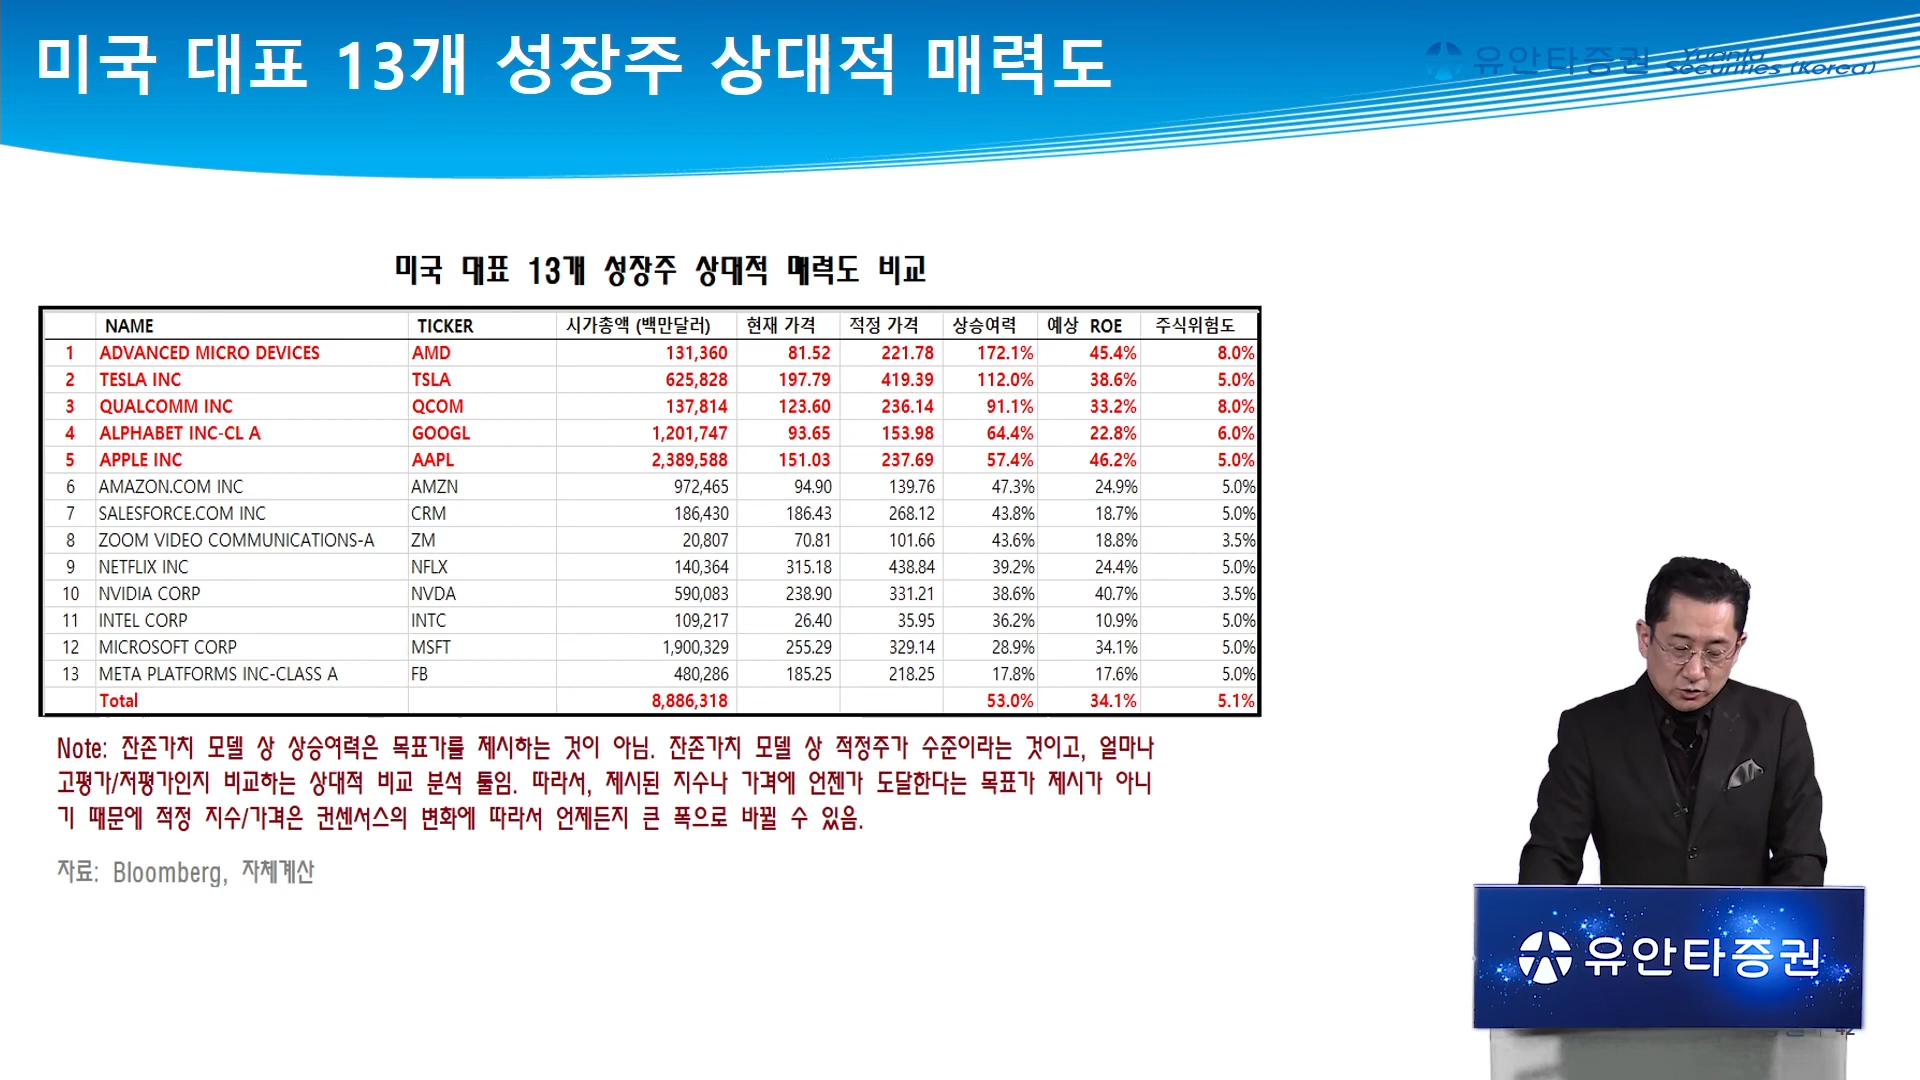 미국 대표 13개 성장주 상대적 매력도
유안타증권 Yuanta Securities (Korea)
미국 대표 13개 성장주 상대적 매력도 비교
NAME TICKER 시가총액 (백만달러) 현재 가격 적정 가격 상승여력 예상 ROE 주식위험도
1 ADVANCED MICRO DEVICES AMD 131,360 81.52 221.78 172.1% 45.4% 8.0%
2 TESLA INC TSLA 625,828 197.79 419.39 112.0% 38.6% 5.0%
3 QUALCOMM INC QCOM 137,814 123.60 236.14 91.1% 33.2% 8.0%
4 ALPHABET INC-CL A GOOGL 1,201,747 93.65 153.98 64.4% 22.8% 6.0%
5 APPLE INC AAPL 2,389,588 151.03 237.69 57.4% 46.2% 5.0%
6 AMAZON.COM INC AMZN 972,465 94.90 139.76 47.3% 24.9% 5.0%
7 SALESFORCE.COM INC CRM 186,430 186.43 268.12 43.8% 18.7% 5.0%
8 ZOOM VIDEO COMMUNICATIONS-A ZM 20,807 70.81 101.66 43.6% 18.8% 3.5%
9 NETFLIX INC NFLX 140,364 315.18 438.84 39.2% 24.4% 5.0%
10 NVIDIA CORP NVDA 590,083 238.90 331.21 38.6% 40.7% 3.5%
11 INTEL CORP INTC 109,217 26.40 35.95 36.2% 10.9% 5.0%
12 MICROSOFT CORP MSFT 1,900,329 255.29 329.14 28.9% 34.1% 5.0%
13 META PLATFORMS INC-CLASS A FB 480,286 185.25 218.25 17.8% 17.6% 5.0%
Total 8,886,318 53.0% 34.1% 5.1%
Note: 잔존가치 모델 상 상승여력은 목표가를 제시하는 것이 아님. 잔존가치 모델 상 적정주가 수준이라는 것이고, 얼마나
고평가/저평가인지 비교하는 상대적 비교 분석 툴임. 따라서, 제시된 지수나 가격에 언젠가 도달한다는 목표가 제시가 아니
기 때문에 적정 지수/가격은 컨센서스의 변화에 따라서 언제든지 큰 폭으로 바뀔 수 있음.
자료: Bloomberg, 자체계산
유안타증권
42